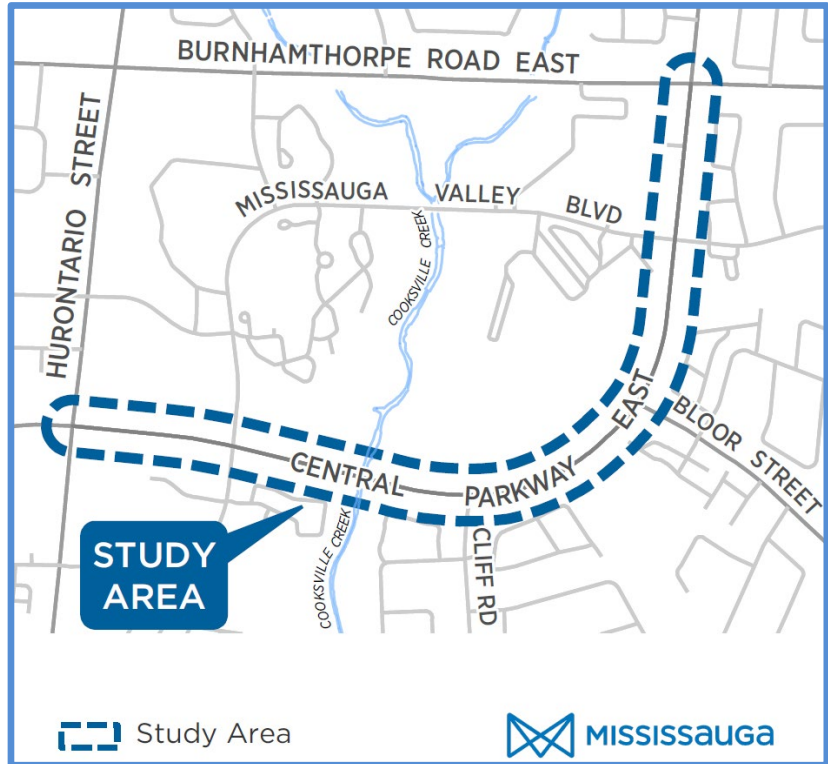 BURNHAMTHORPE ROAD EAST
HURONTARIO STREET
MISSISSAUGA VALLEY BLVD
COOKSVILLE CREEK
CENTRAL PARKWAY EAST
BLOOR STREET
CLIFF RD
COOKSVILLE CREEK
STUDY
AREA
Study Area
MISSISSAUGA